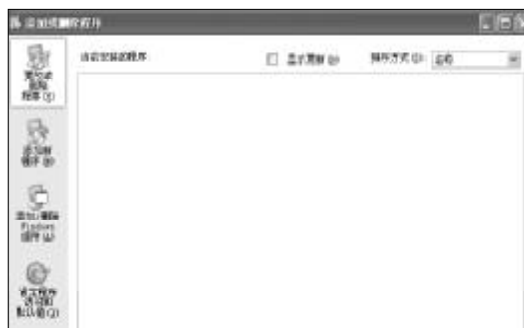 添加或删除程序
当前安装的程序
显示更新(D)
排序方式(S):
名称
更改或
删除
程序(H)
添加新
程序(N)
添加/删除
Windows
组件(A)
设定程序
访问和
默认值(O)